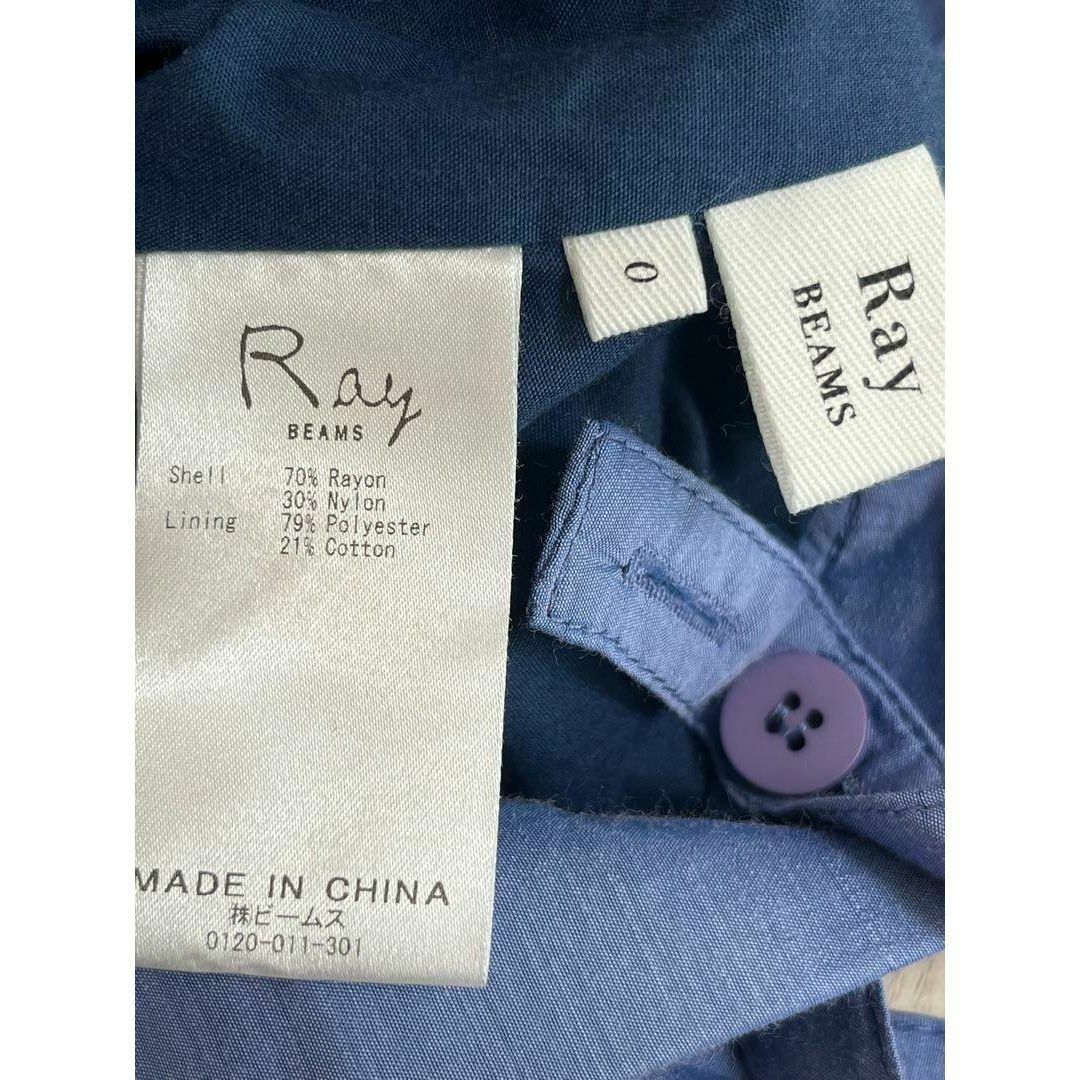 Ray
BEAMS
Shell 70% Rayon
30% Nylon
Lining 79% Polyester
21% Cotton
MADE IN CHINA
㈱ビームス
0120-011-301
0
Ray
BEAMS